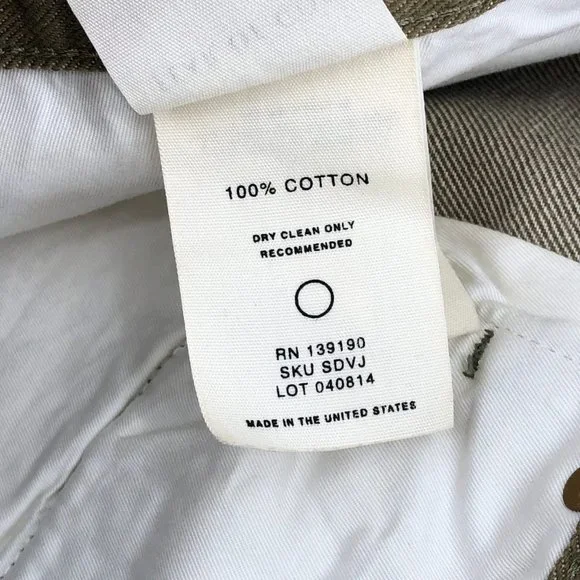 100% COTTON
DRY CLEAN ONLY
RECOMMENDED
RN 139190
SKU SDVJ
LOT 040814
MADE IN THE UNITED STATES